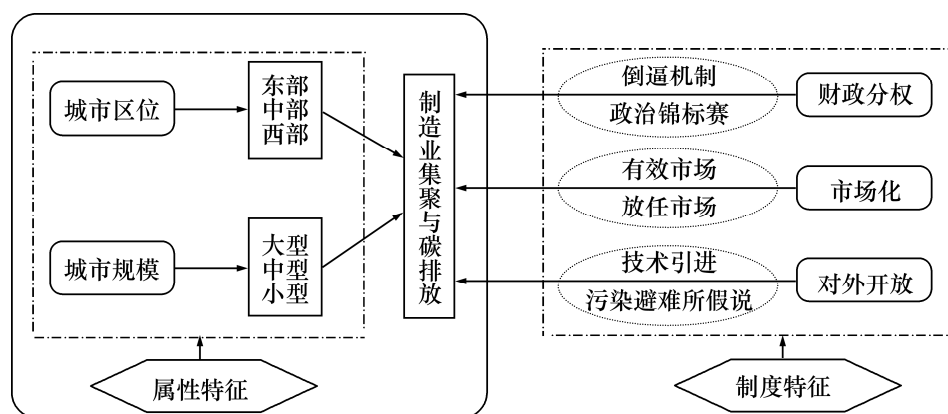 城市区位
东部
中部
西部
城市规模
大型
中型
小型
属性特征
制造业集聚与碳排放
倒逼机制
政治锦标赛
财政分权
有效市场
放任市场
市场化
技术引进
污染避难所假说
对外开放
制度特征